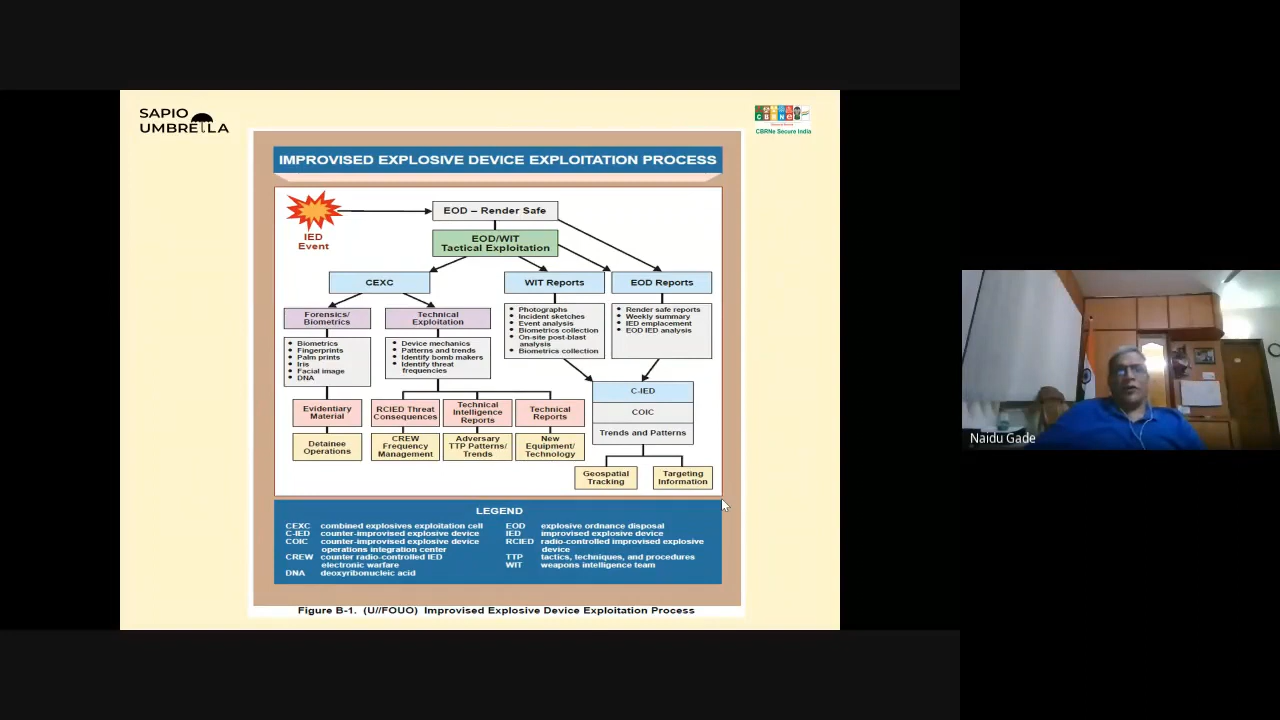 SAPIO
UMBRELLA
CBRNe
CBRNe Secure India
IMPROVISED EXPLOSIVE DEVICE EXPLOITATION PROCESS
IED
Event
EOD – Render Safe
EOD/WIT
Tactical Exploitation
CEXC
WIT Reports
EOD Reports
Forensics/
Biometrics
Technical
Exploitation
• Biometrics
• Fingerprints
• Palm prints
• Iris
• Facial image
• DNA
• Device mechanics
• Patterns and trends
• Identify bomb makers
• Identify threat
frequencies
• Photographs
• Incident sketches
• Event analysis
• Biometrics collection
• On-site post-blast
analysis
• Biometrics collection
• Render safe reports
• Weekly summary
• IED emplacement
• EOD IED analysis
C-IED
COIC
Trends and Patterns
Evidentiary
Material
RCIED Threat
Consequences
Technical
Intelligence
Reports
Technical
Reports
Detainee
Operations
CREW
Frequency
Management
Adversary
TTP Patterns/
Trends
New
Equipment/
Technology
Geospatial
Tracking
Targeting
Information
LEGEND
CEXC combined explosives exploitation cell
C-IED counter-improvised explosive device
COIC counter-improvised explosive device
operations integration center
CREW counter radio-controlled IED
electronic warfare
DNA deoxyribonucleic acid
EOD explosive ordnance disposal
IED improvised explosive device
RCIED radio-controlled improvised explosive
device
TTP tactics, techniques, and procedures
WIT weapons intelligence team
Figure B-1. (U//FOUO) Improvised Explosive Device Exploitation Process
Naidu Gade